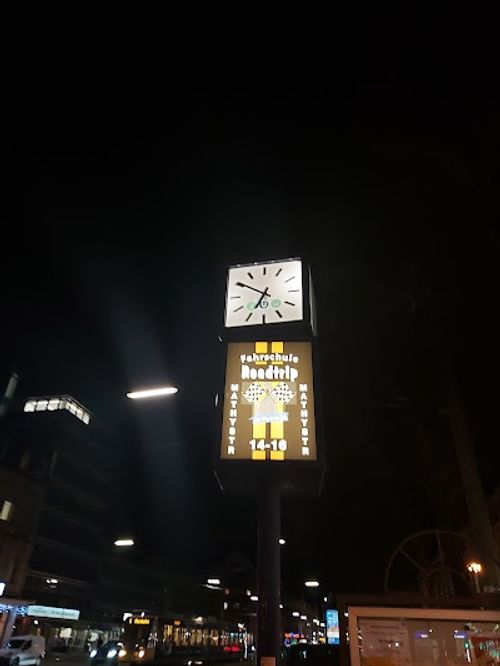 Fahrschule
Roadtrip
MATHYSTR
MATHYSTR
14-16